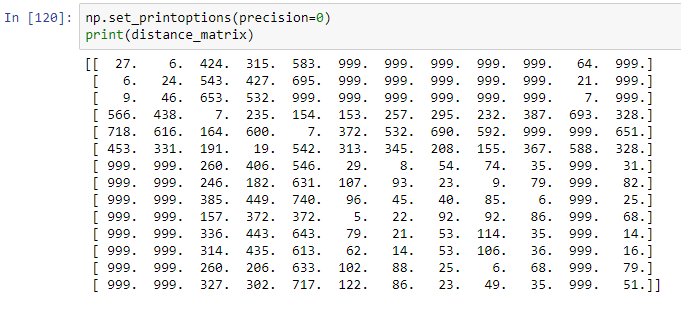 In [120]: np.set_printoptions(precision=0)
print(distance_matrix)
[[ 27. 6. 424. 315. 583. 999. 999. 999. 999. 999. 64. 999.]
[ 6. 24. 543. 427. 695. 999. 999. 999. 999. 999. 21. 999.]
[ 9. 46. 653. 532. 999. 999. 999. 999. 999. 999. 7. 999.]
[ 566. 438. 7. 235. 154. 153. 257. 295. 232. 387. 693. 328.]
[ 718. 616. 164. 600. 7. 372. 532. 690. 592. 999. 999. 651.]
[ 453. 331. 191. 19. 542. 313. 345. 208. 155. 367. 588. 328.]
[ 999. 999. 260. 406. 546. 29. 8. 54. 74. 35. 999. 31.]
[ 999. 999. 246. 182. 631. 107. 93. 23. 9. 79. 999. 82.]
[ 999. 999. 385. 449. 740. 96. 45. 40. 85. 6. 999. 25.]
[ 999. 999. 157. 372. 372. 5. 22. 92. 92. 86. 999. 68.]
[ 999. 999. 336. 443. 643. 79. 21. 53. 114. 35. 999. 14.]
[ 999. 999. 314. 435. 613. 62. 14. 53. 106. 36. 999. 16.]
[ 999. 999. 260. 206. 633. 102. 88. 25. 6. 68. 999. 79.]
[ 999. 999. 327. 302. 717. 122. 86. 23. 49. 35. 999. 51.]]